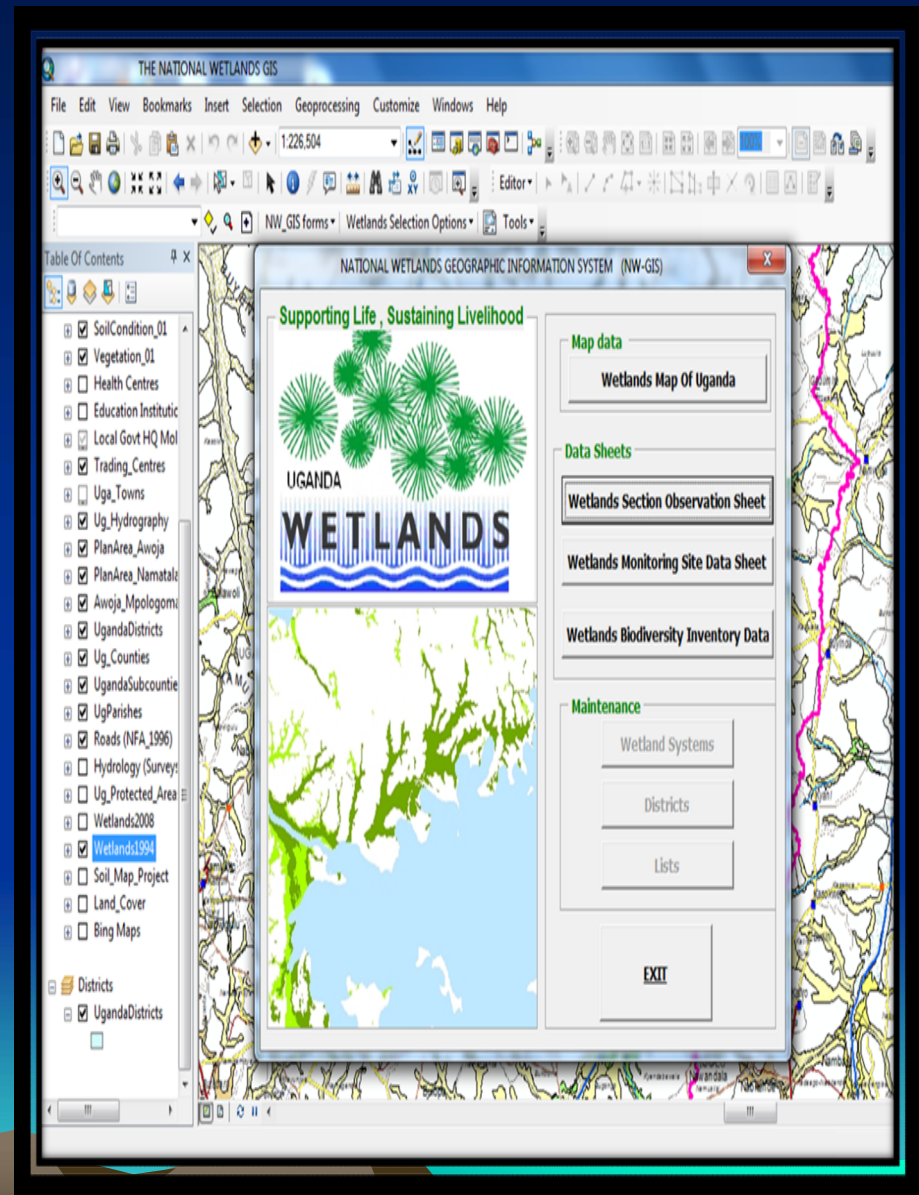 THE NATIONAL WETLANDS GIS
File Edit View Bookmarks Insert Selection Geoprocessing Customize Windows Help
1:226,504
100%
Editor
NW_GIS forms Wetlands Selection Options Tools
Table Of Contents
SoilCondition_01
Vegetation_01
Health Centres
Education Institutic
Local Govt HQ Mol
Trading_Centres
Uga_Towns
Ug_Hydrography
PlanArea_Awoja
PlanArea_Namatala
Awoja_Mpologoma
UgandaDistricts
Ug_Counties
UgandaSubcountie
UgParishes
Roads (NFA_1996)
Hydrology (Surveys
Ug_Protected_Area
Wetlands2008
Wetlands1994
Soil_Map_Project
Land_Cover
Bing Maps
Districts
UgandaDistricts
NATIONAL WETLANDS GEOGRAPHIC INFORMATION SYSTEM (NW-GIS)
Supporting Life , Sustaining Livelihood
UGANDA
WETLANDS
Map data
Wetlands Map Of Uganda
Data Sheets
Wetlands Section Observation Sheet
Wetlands Monitoring Site Data Sheet
Wetlands Biodiversity Inventory Data
Maintenance
Wetland Systems
Districts
Lists
EXIT